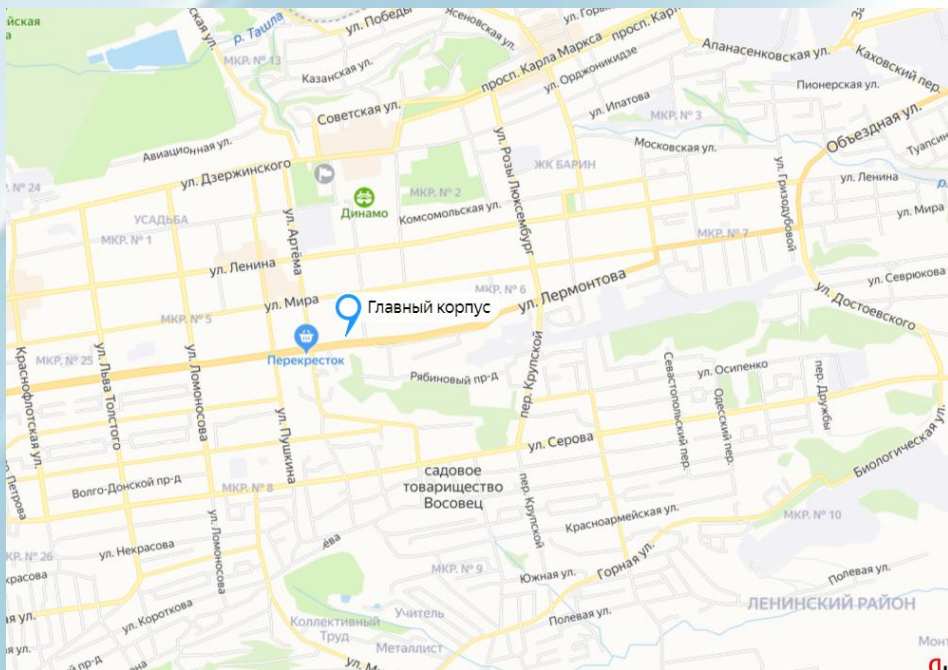 йская
р. Ташла
ул. Победы
Ясеновская ул.
ул. Горь
просп. Карла Маркса
просп. Карл
МКР. № 13
Казанская ул.
ул. Орджоникидзе
Апанасенковская ул.
Каховский пер.
Советская ул.
ул. Ипатова
МКР. № 3
Пионерская ул.
Объездная ул.
Авиационная ул.
Московская ул.
Туапсин
ул. Дзержинского
ул. Розы Люксембург
ЖК БАРИН
ул. Гризодубовой
ул. Ленина
р.
. № 24
МКР. № 2
Динамо
Комсомольская ул.
УСАДЬБА
МКР. № 1
ул. Артёма
МКР. № 7
ул. Мира
ул. Ленина
ул. Севрюкова
ул. Мира
МКР. № 6
ул. Лермонтова
ул. Достоевского
Главный корпус
МКР. № 5
Перекресток
МКР. № 25
Краснофлотская ул.
ул. Льва Толстого
ул. Ломоносова
Рябиновый пр-д
пер. Крупской
Севастопольский пер.
ул. Осипенко
Одесский пер.
пер. Дружбы
ул. Пушкина
ул. Серова
Биологическая ул.
садовое
товарищество
Восовец
Петрова
Волго-Донской пр-д
МКР. № 8
пер. Крупской
Красноармейская ул.
МКР. № 10
ул. Ломоносова
КР. № 26
ул. Некрасова
ёва
МКР. № 9
Горная ул.
красова
Южная ул.
Полевая ул.
ЛЕНИНСКИЙ РАЙОН
ул. Короткова
Коллективный
Труд
Учитель
Полевая ул.
Металлист
Монт
ул. М
й пр-д
Я